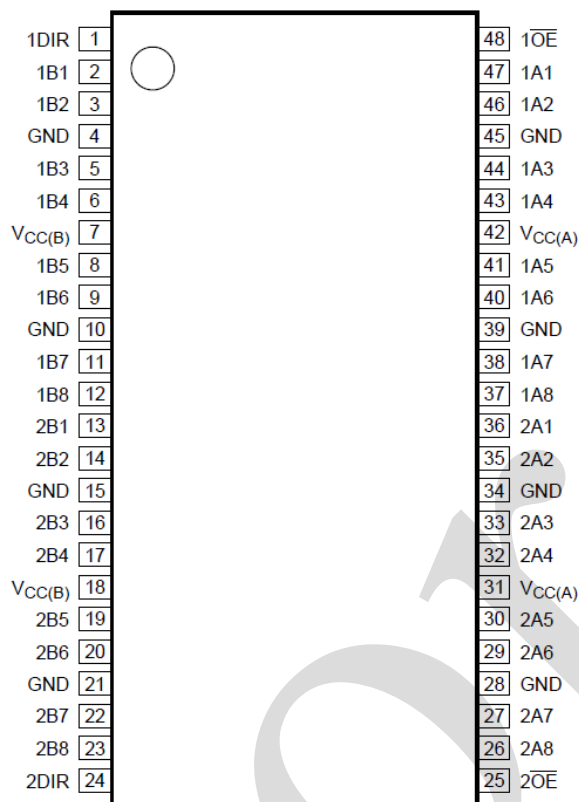 1DIR 1 48 1O̅E̅
1B1 2 47 1A1
1B2 3 46 1A2
GND 4 45 GND
1B3 5 44 1A3
1B4 6 43 1A4
VCC(B) 7 42 VCC(A)
1B5 8 41 1A5
1B6 9 40 1A6
GND 10 39 GND
1B7 11 38 1A7
1B8 12 37 1A8
2B1 13 36 2A1
2B2 14 35 2A2
GND 15 34 GND
2B3 16 33 2A3
2B4 17 32 2A4
VCC(B) 18 31 VCC(A)
2B5 19 30 2A5
2B6 20 29 2A6
GND 21 28 GND
2B7 22 27 2A7
2B8 23 26 2A8
2DIR 24 25 2O̅E̅